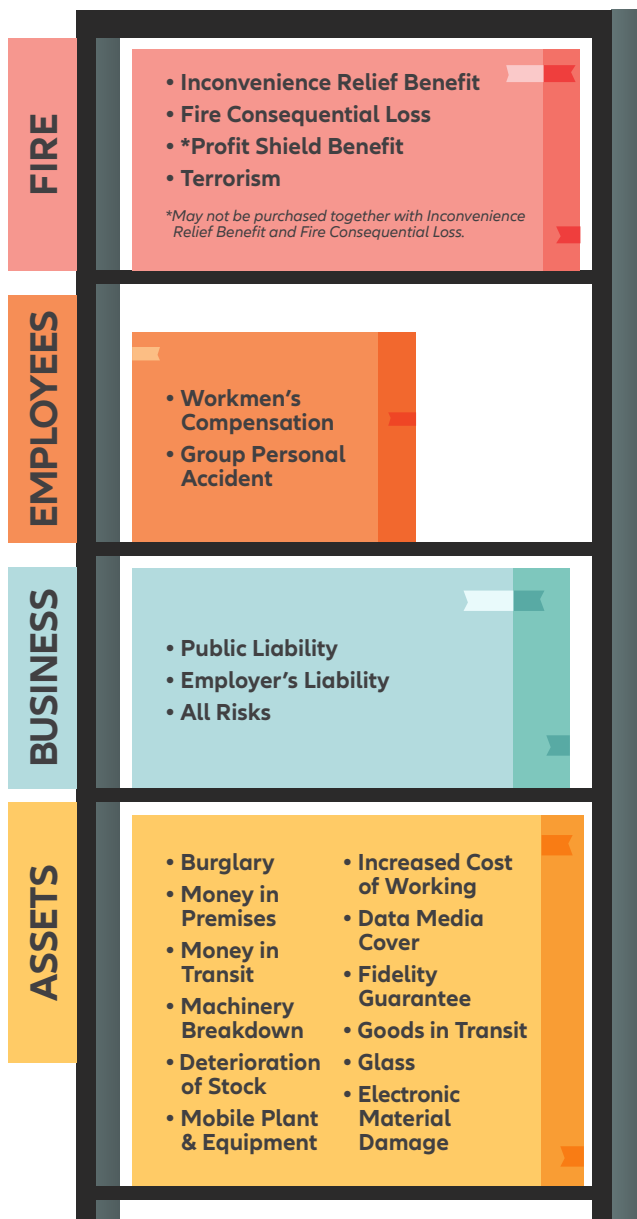 FIRE
• Inconvenience Relief Benefit
• Fire Consequential Loss
• *Profit Shield Benefit
• Terrorism
*May not be purchased together with Inconvenience
Relief Benefit and Fire Consequential Loss.
EMPLOYEES
• Workmen’s
Compensation
• Group Personal
Accident
BUSINESS
• Public Liability
• Employer’s Liability
• All Risks
ASSETS
• Burglary
• Money in
Premises
• Money in
Transit
• Machinery
Breakdown
• Deterioration
of Stock
• Mobile Plant
& Equipment
• Increased Cost
of Working
• Data Media
Cover
• Fidelity
Guarantee
• Goods in Transit
• Glass
• Electronic
Material
Damage